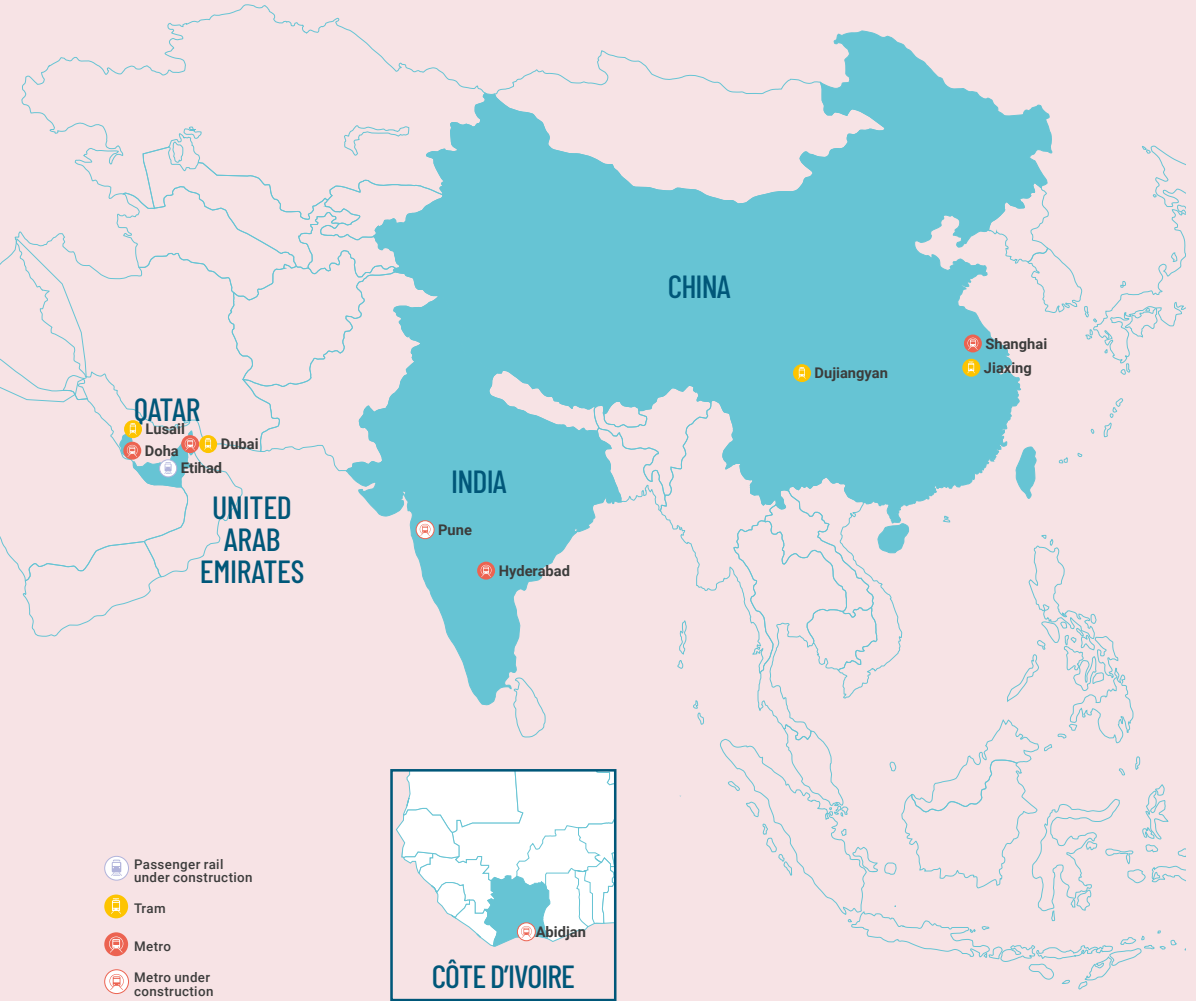 CHINA
Shanghai
Jiaxing
Dujiangyan
QATAR
Lusail
Doha
Dubai
Etihad
UNITED
ARAB
EMIRATES
INDIA
Pune
Hyderabad
Abidjan
CÔTE D'IVOIRE
Passenger rail
under construction
Tram
Metro
Metro under
construction